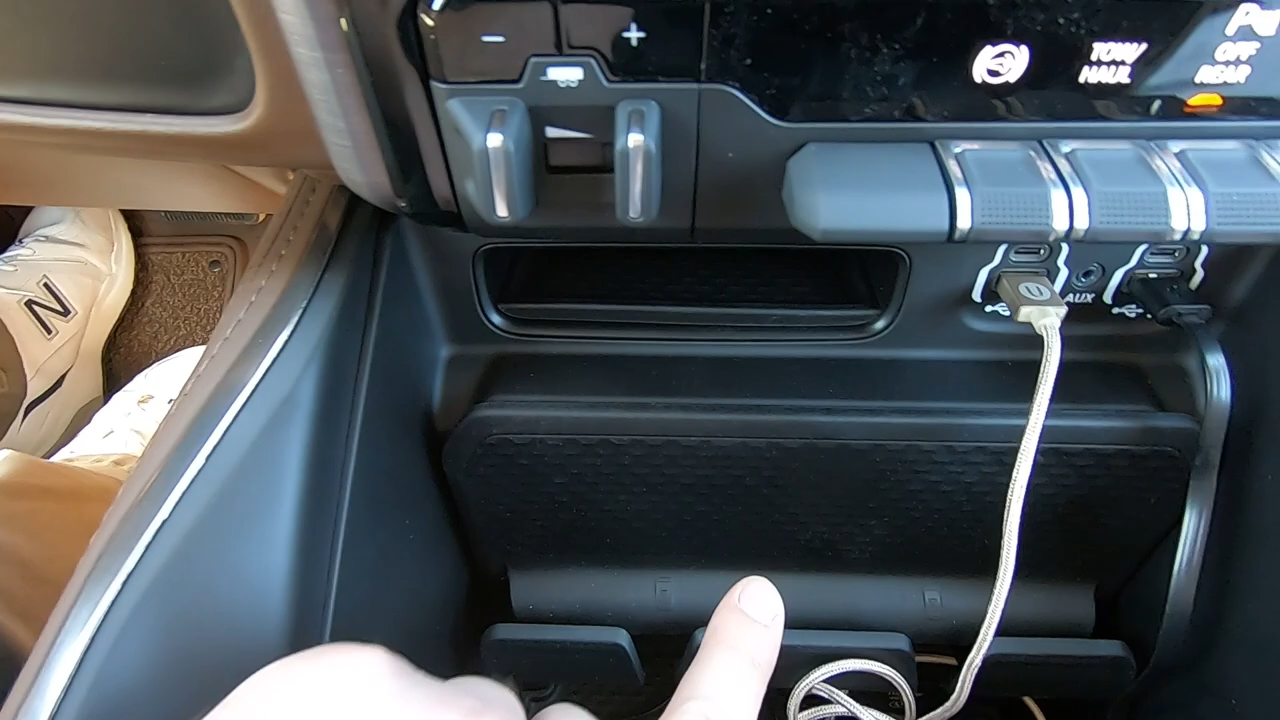 - +
TOW/
HAUL
OFF
REAR
AUX
N